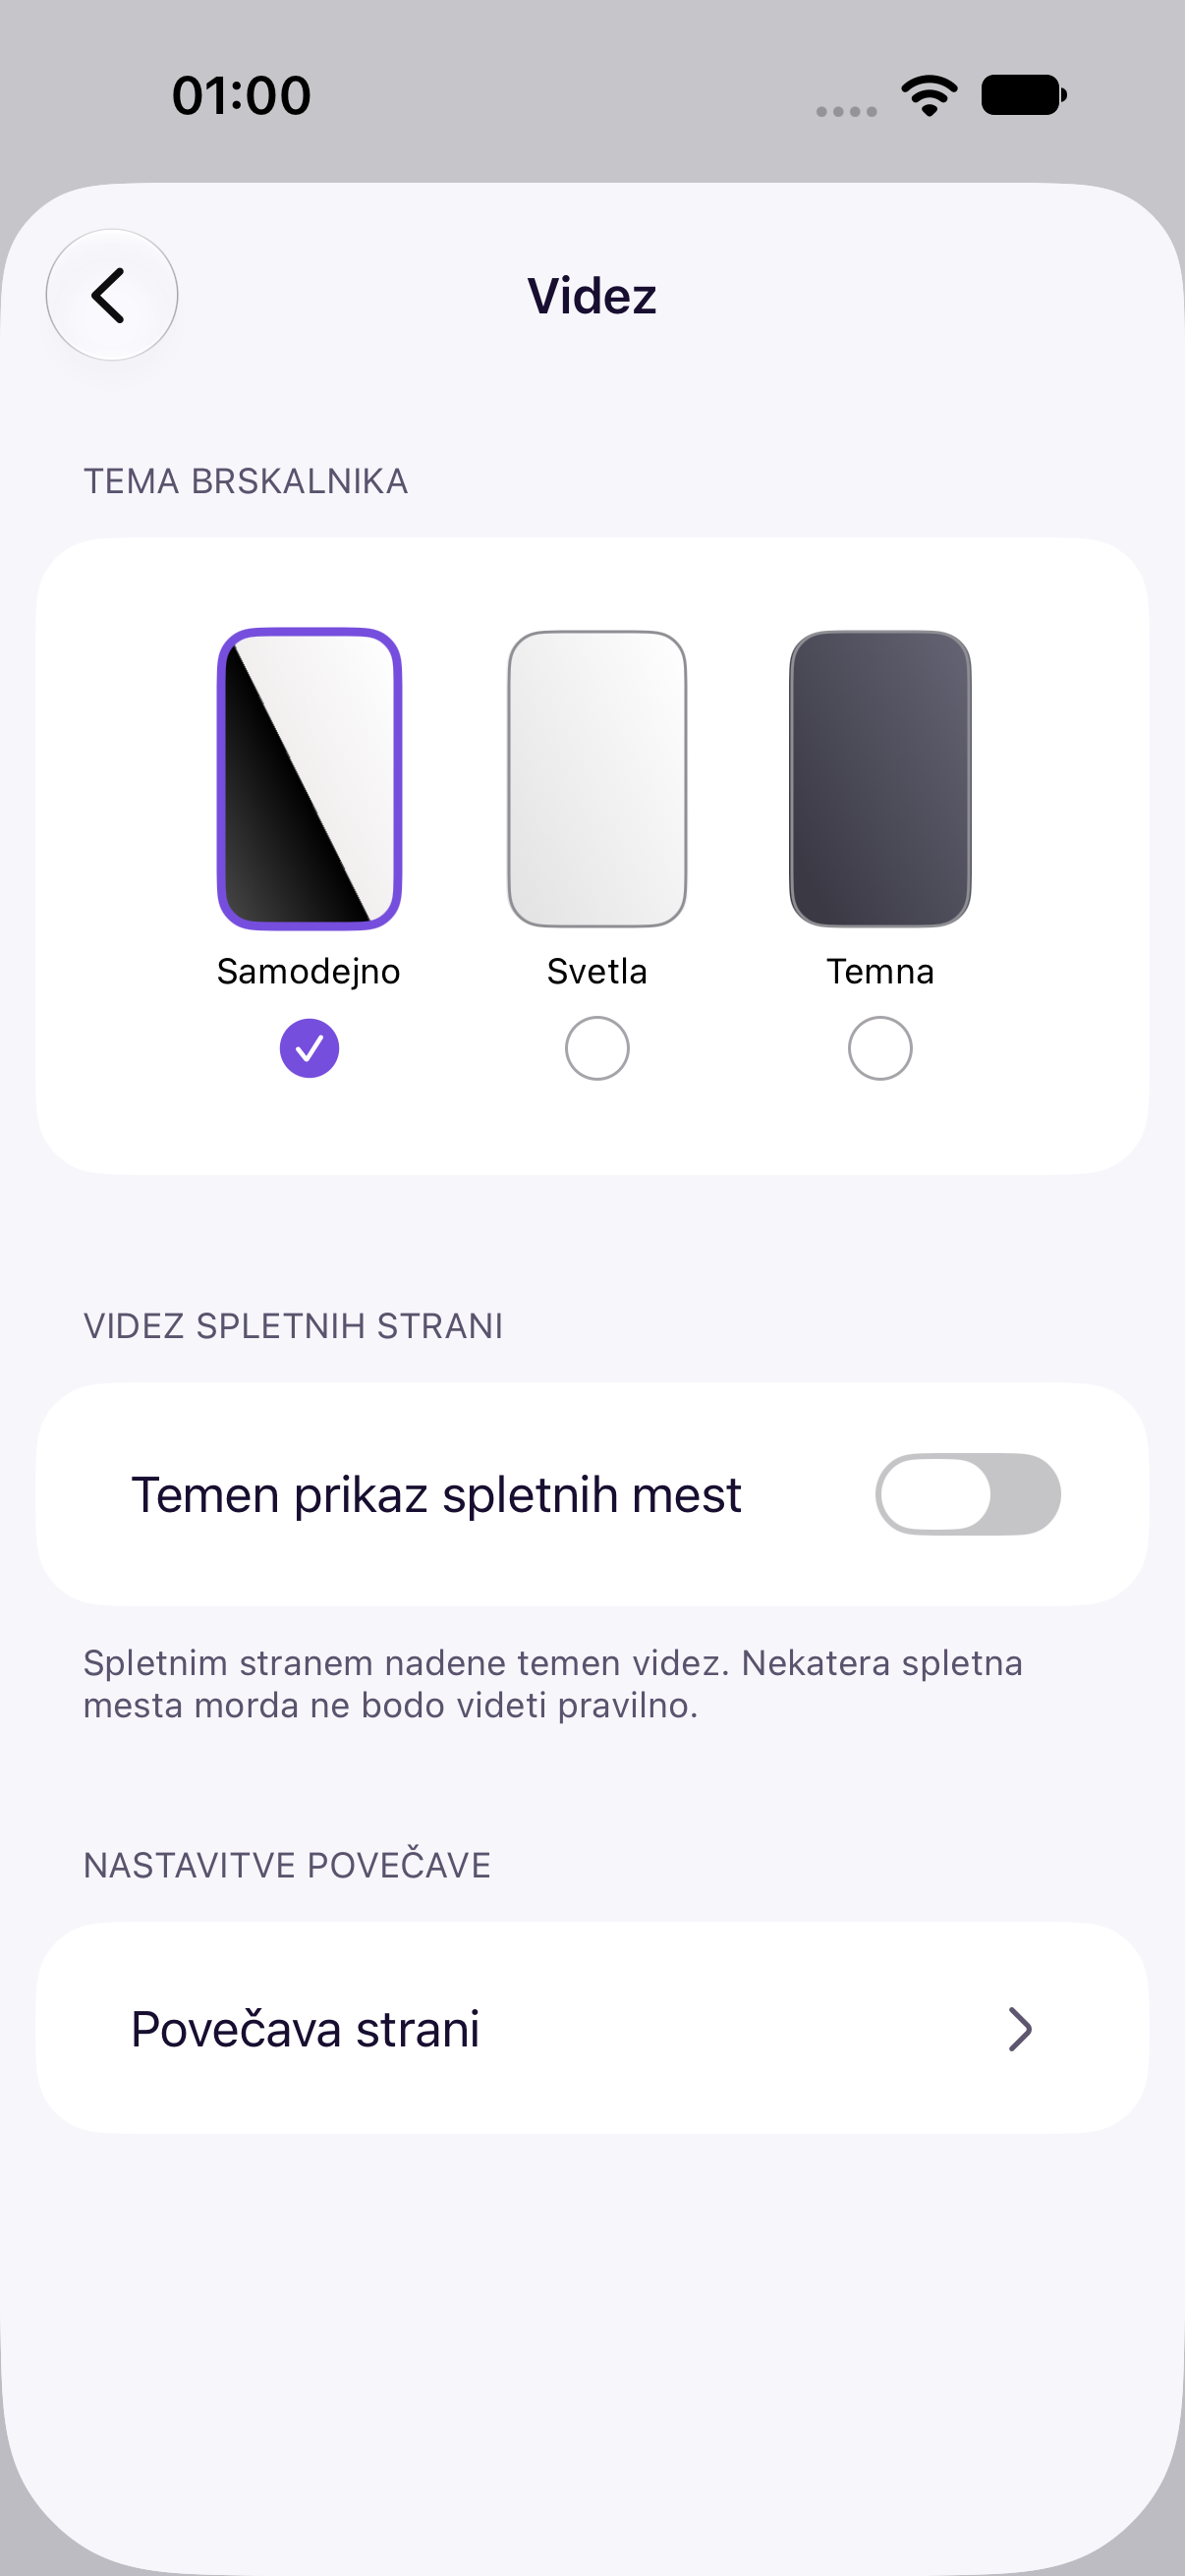 01:00
Videz
TEMA BRSKALNIKA
Samodejno
Svetla
Temna
VIDEZ SPLETNIH STRANI
Temen prikaz spletnih mest
Spletnim stranem nadene temen videz. Nekatera spletna
mesta morda ne bodo videti pravilno.
NASTAVITVE POVEČAVE
Povečava strani